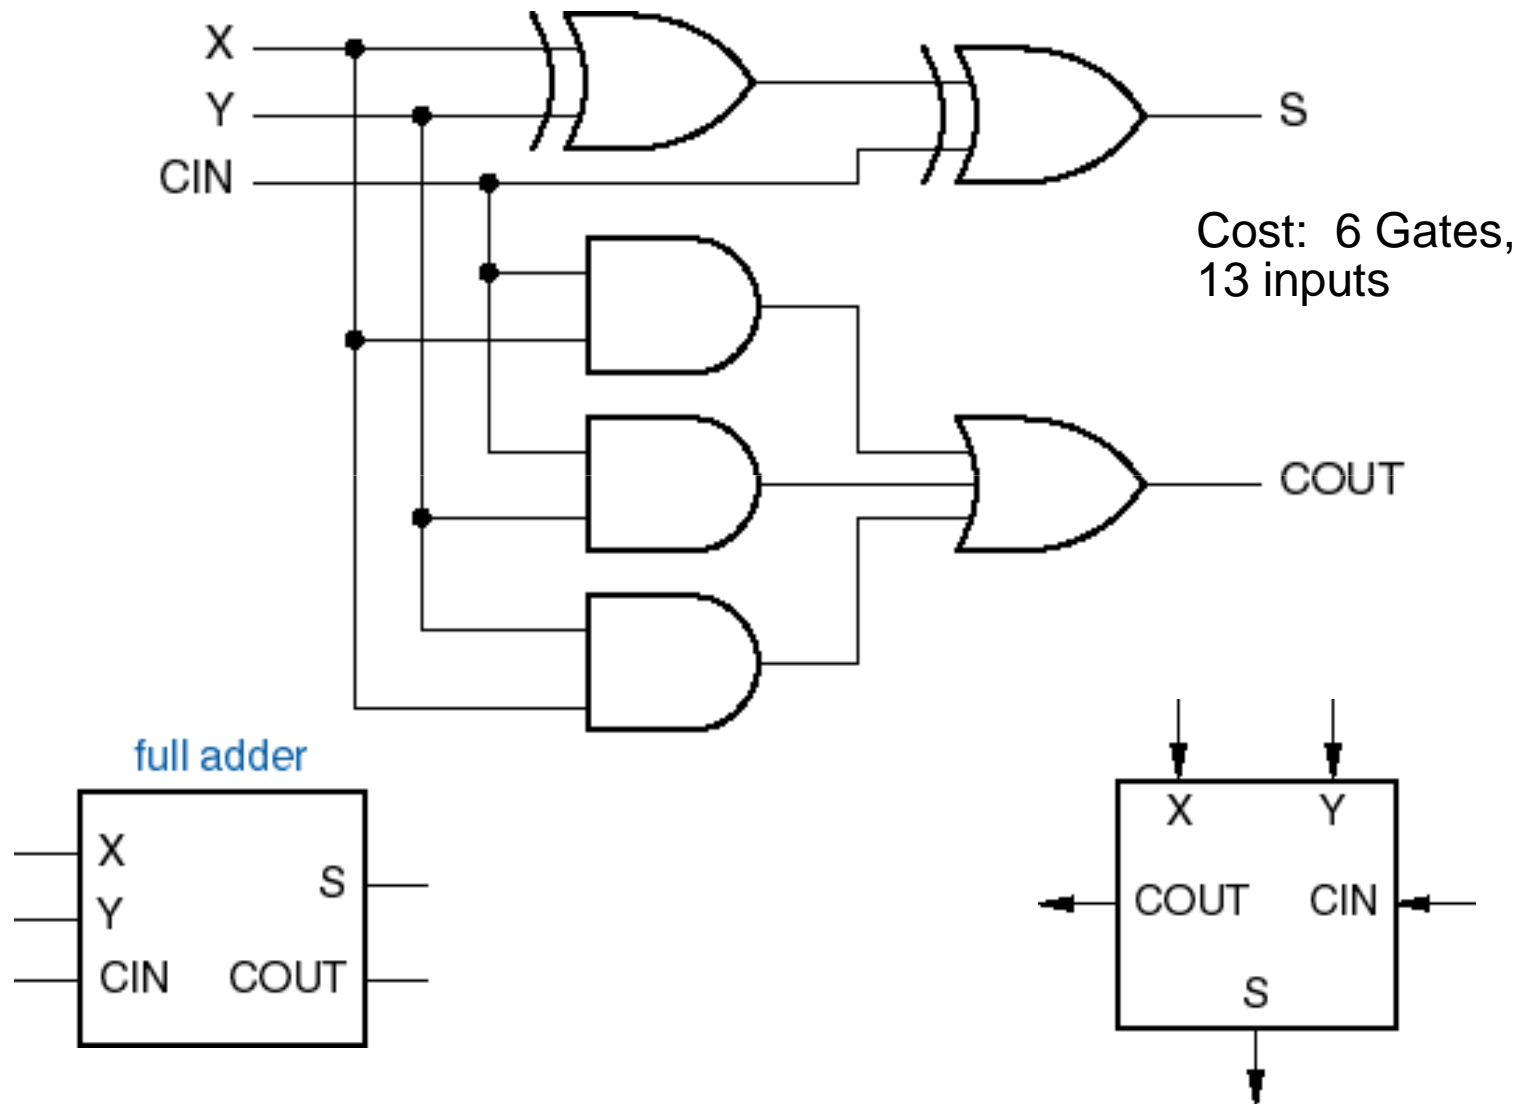 X
Y
CIN
S
Cost:  6 Gates,
13 inputs
COUT
full adder
X
Y
CIN
S
COUT
X
Y
COUT
CIN
S